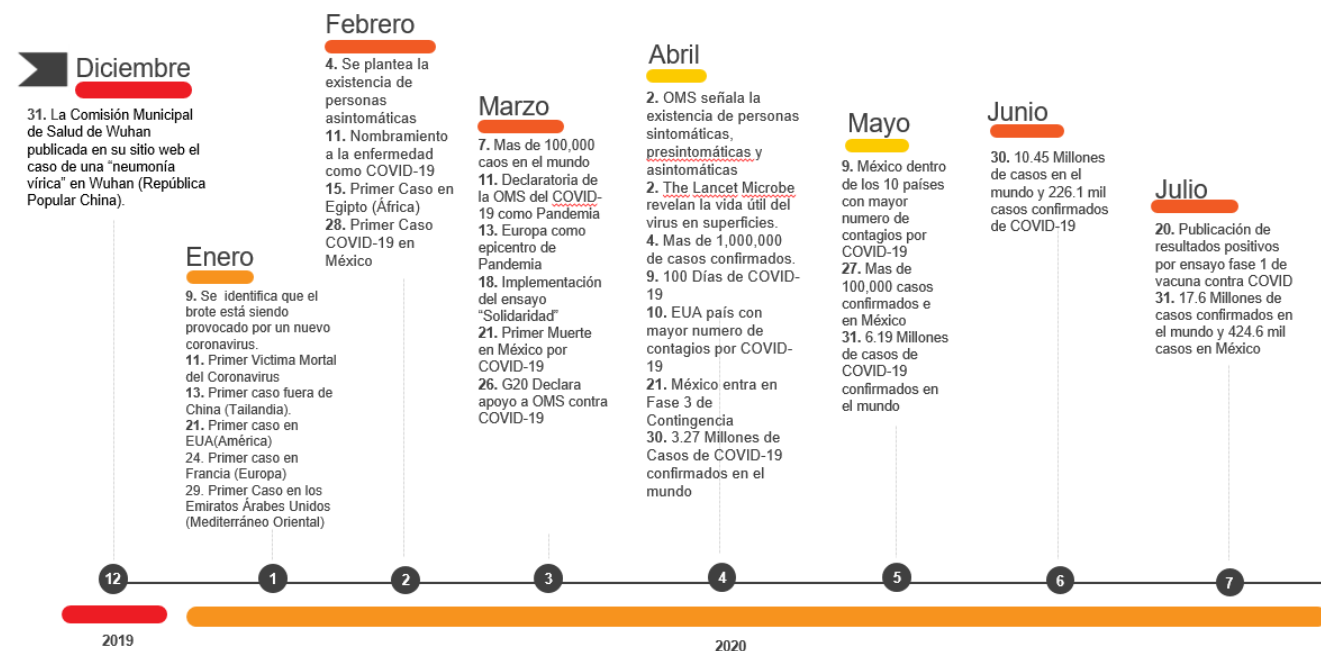 Diciembre
31. La Comisión Municipal
de Salud de Wuhan
publicada en su sitio web el
caso de una “neumonía
vírica” en Wuhan (República
Popular China).
Enero
9. Se identifica que el
brote está siendo
provocado por un nuevo
coronavirus.
11. Primer Victima Mortal
del Coronavirus
13. Primer caso fuera de
China (Tailandia).
21. Primer caso en
EUA(América)
24. Primer caso en
Francia (Europa)
29. Primer Caso en los
Emiratos Árabes Unidos
(Mediterráneo Oriental)
Febrero
4. Se plantea la
existencia de
personas
asintomáticas
11. Nombramiento
a la enfermedad
como COVID-19
15. Primer Caso en
Egipto (África)
28. Primer Caso
COVID-19 en
México
Marzo
7. Mas de 100,000
caos en el mundo
11. Declaratoria de
la OMS del COVID-
19 como Pandemia
13. Europa como
epicentro de
Pandemia
18. Implementación
del ensayo
“Solidaridad”
21. Primer Muerte
en México por
COVID-19
26. G20 Declara
apoyo a OMS contra
COVID-19
Abril
2. OMS señala la
existencia de personas
sintomáticas,
presintomáticas y
asintomáticas
2. The Lancet Microbe
revelan la vida útil del
virus en superficies.
4. Mas de 1,000,000
de casos confirmados.
9. 100 Días de COVID-
19
10. EUA país con
mayor numero de
contagios por COVID-
19
21. México entra en
Fase 3 de
Contingencia
30. 3.27 Millones de
Casos de COVID-19
confirmados en el
mundo
Mayo
9. México dentro
de los 10 países
con mayor
numero de
contagios por
COVID-19
27. Mas de
100,000 casos
confirmados e
en México
31. 6.19 Millones
de casos de
COVID-19
confirmados en
el mundo
Junio
30. 10.45 Millones
de casos en el
mundo y 226.1 mil
casos confirmados
de COVID-19
Julio
20. Publicación de
resultados positivos
por ensayo fase 1 de
vacuna contra COVID
31. 17.6 Millones de
casos confirmados en
el mundo y 424.6 mil
casos en México
12 1 2 3 4 5 6 7
2019 2020